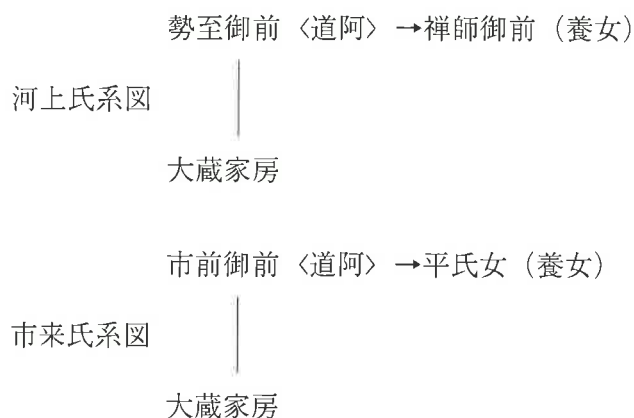 勢至御前〈道阿〉→禅師御前（養女）
河上氏系図
大蔵家房
市前御前〈道阿〉→平氏女（養女）
市来氏系図
大蔵家房